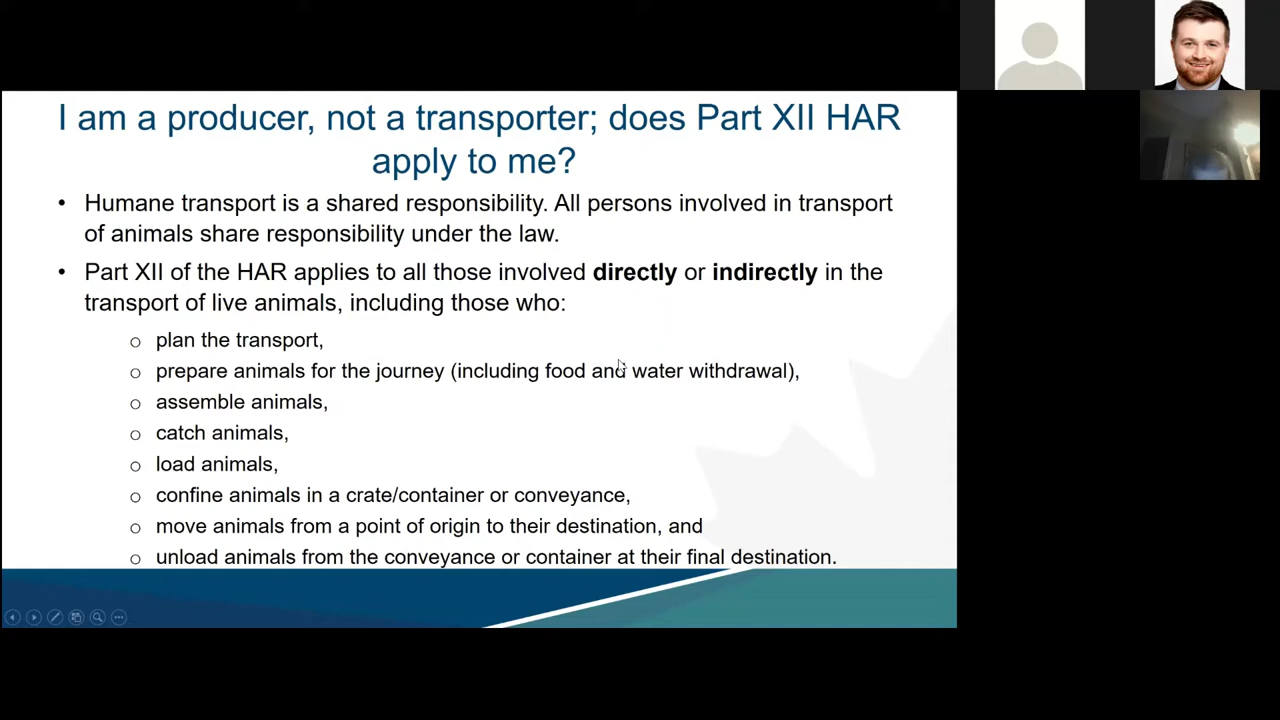 I am a producer, not a transporter; does Part XII HAR
apply to me?
• Humane transport is a shared responsibility. All persons involved in transport
of animals share responsibility under the law.
• Part XII of the HAR applies to all those involved directly or indirectly in the
transport of live animals, including those who:
o plan the transport,
o prepare animals for the journey (including food and water withdrawal),
o assemble animals,
o catch animals,
o load animals,
o confine animals in a crate/container or conveyance,
o move animals from a point of origin to their destination, and
o unload animals from the conveyance or container at their final destination.